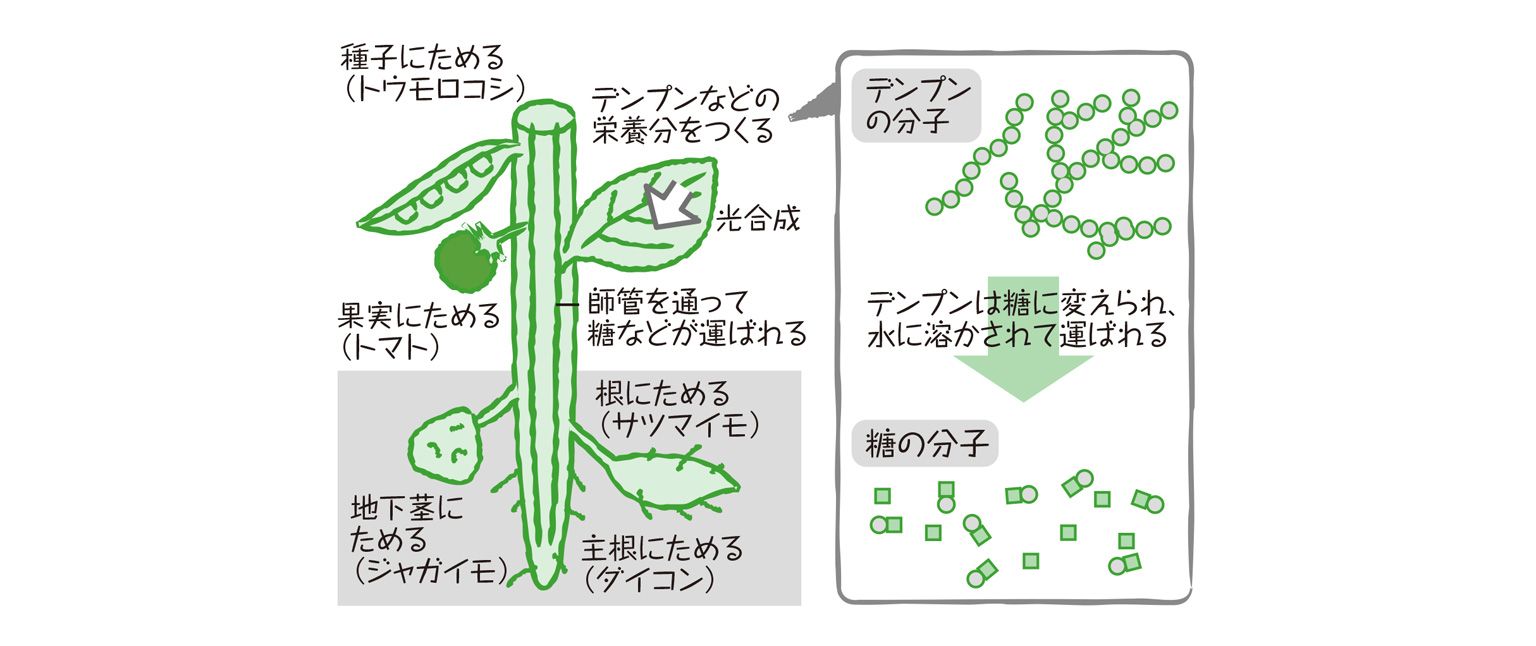 種子にためる
（トウモロコシ）
デンプンなどの
栄養分をつくる
光合成
果実にためる
（トマト）
師管を通って
糖などが運ばれる
根にためる
（サツマイモ）
地下茎に
ためる
（ジャガイモ）
主根にためる
（ダイコン）
デンプン
の分子
デンプンは糖に変えられ、
水に溶かされて運ばれる
糖の分子